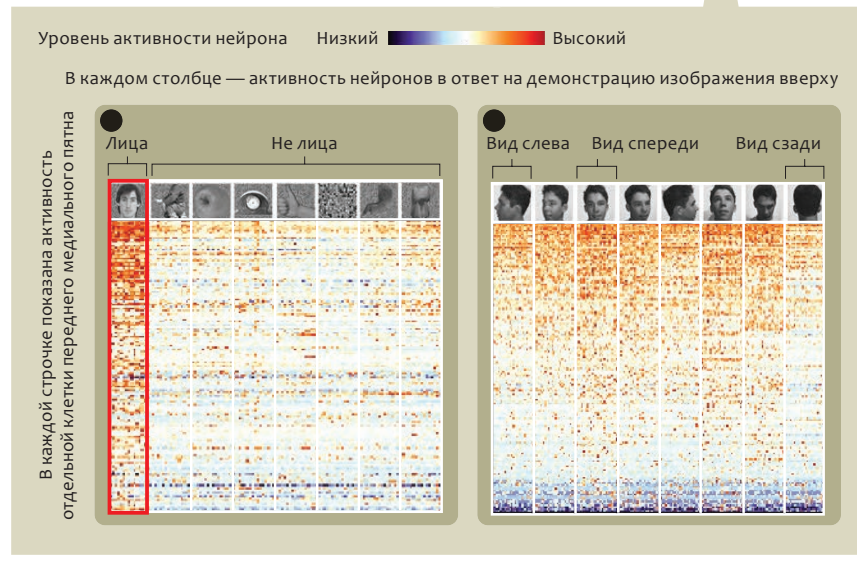 Уровень активности нейрона Низкий Высокий
В каждом столбце — активность нейронов в ответ на демонстрацию изображения вверху
В каждой строчке показана активность
отдельной клетки переднего медиального пятна
Лица Не лица
Вид слева Вид спереди Вид сзади